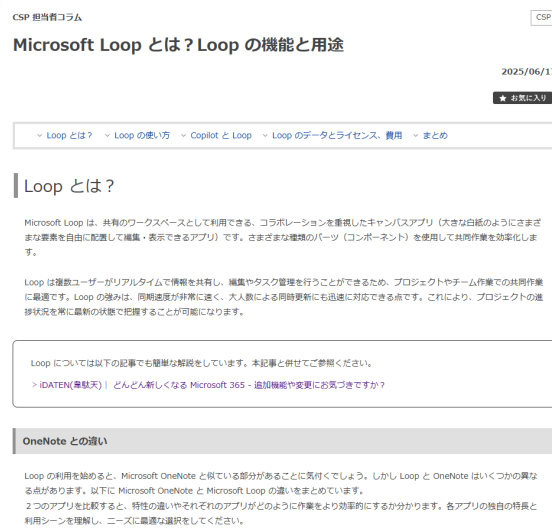 CSP 担当者コラム
CSP
Microsoft Loop とは？Loop の機能と用途
2025/06/11
★ お気に入り
Loop とは？ Loop の使い方 Copilot と Loop Loop のデータとライセンス、費用 まとめ
Loop とは？
Microsoft Loop は、共有のワークスペースとして利用できる、コラボレーションを重視したキャンバスアプリ（大きな白紙のようにさまざ
まな要素を自由に配置して編集・表示できるアプリ）です。さまざまな種類のパーツ（コンポーネント）を使用して共同作業を効率化しま
す。
Loop は複数ユーザーがリアルタイムで情報を共有し、編集やタスク管理を行うことができるため、プロジェクトやチーム作業での共同作業
に最適です。Loop の強みは、同期速度が非常に速く、大人数による同時更新にも迅速に対応できる点です。これにより、プロジェクトの進
捗状況を常に最新の状態で把握することが可能になります。
Loop については以下の記事でも簡単な解説をしています。本記事と併せてご参照ください。
> iDATEN(韋駄天)｜ どんどん新しくなる Microsoft 365 - 追加機能や変更にお気づきですか？
OneNote との違い
Loop の利用を始めると、Microsoft OneNote と似ている部分があることに気付くでしょう。しかし Loop と OneNote はいくつかの異な
る点があります。以下に Microsoft OneNote と Microsoft Loop の違いをまとめています。
２つのアプリを比較すると、特性の違いやそれぞれのアプリがどのように作業をより効率的にするか分かります。各アプリの独自の特長と
利用シーンを理解し、ニーズに最適な選択をしてください。